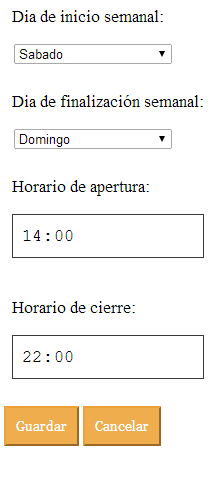 Dia de inicio semanal:
Sabado
Dia de finalización semanal:
Domingo
Horario de apertura:
14:00
Horario de cierre:
22:00
Guardar Cancelar